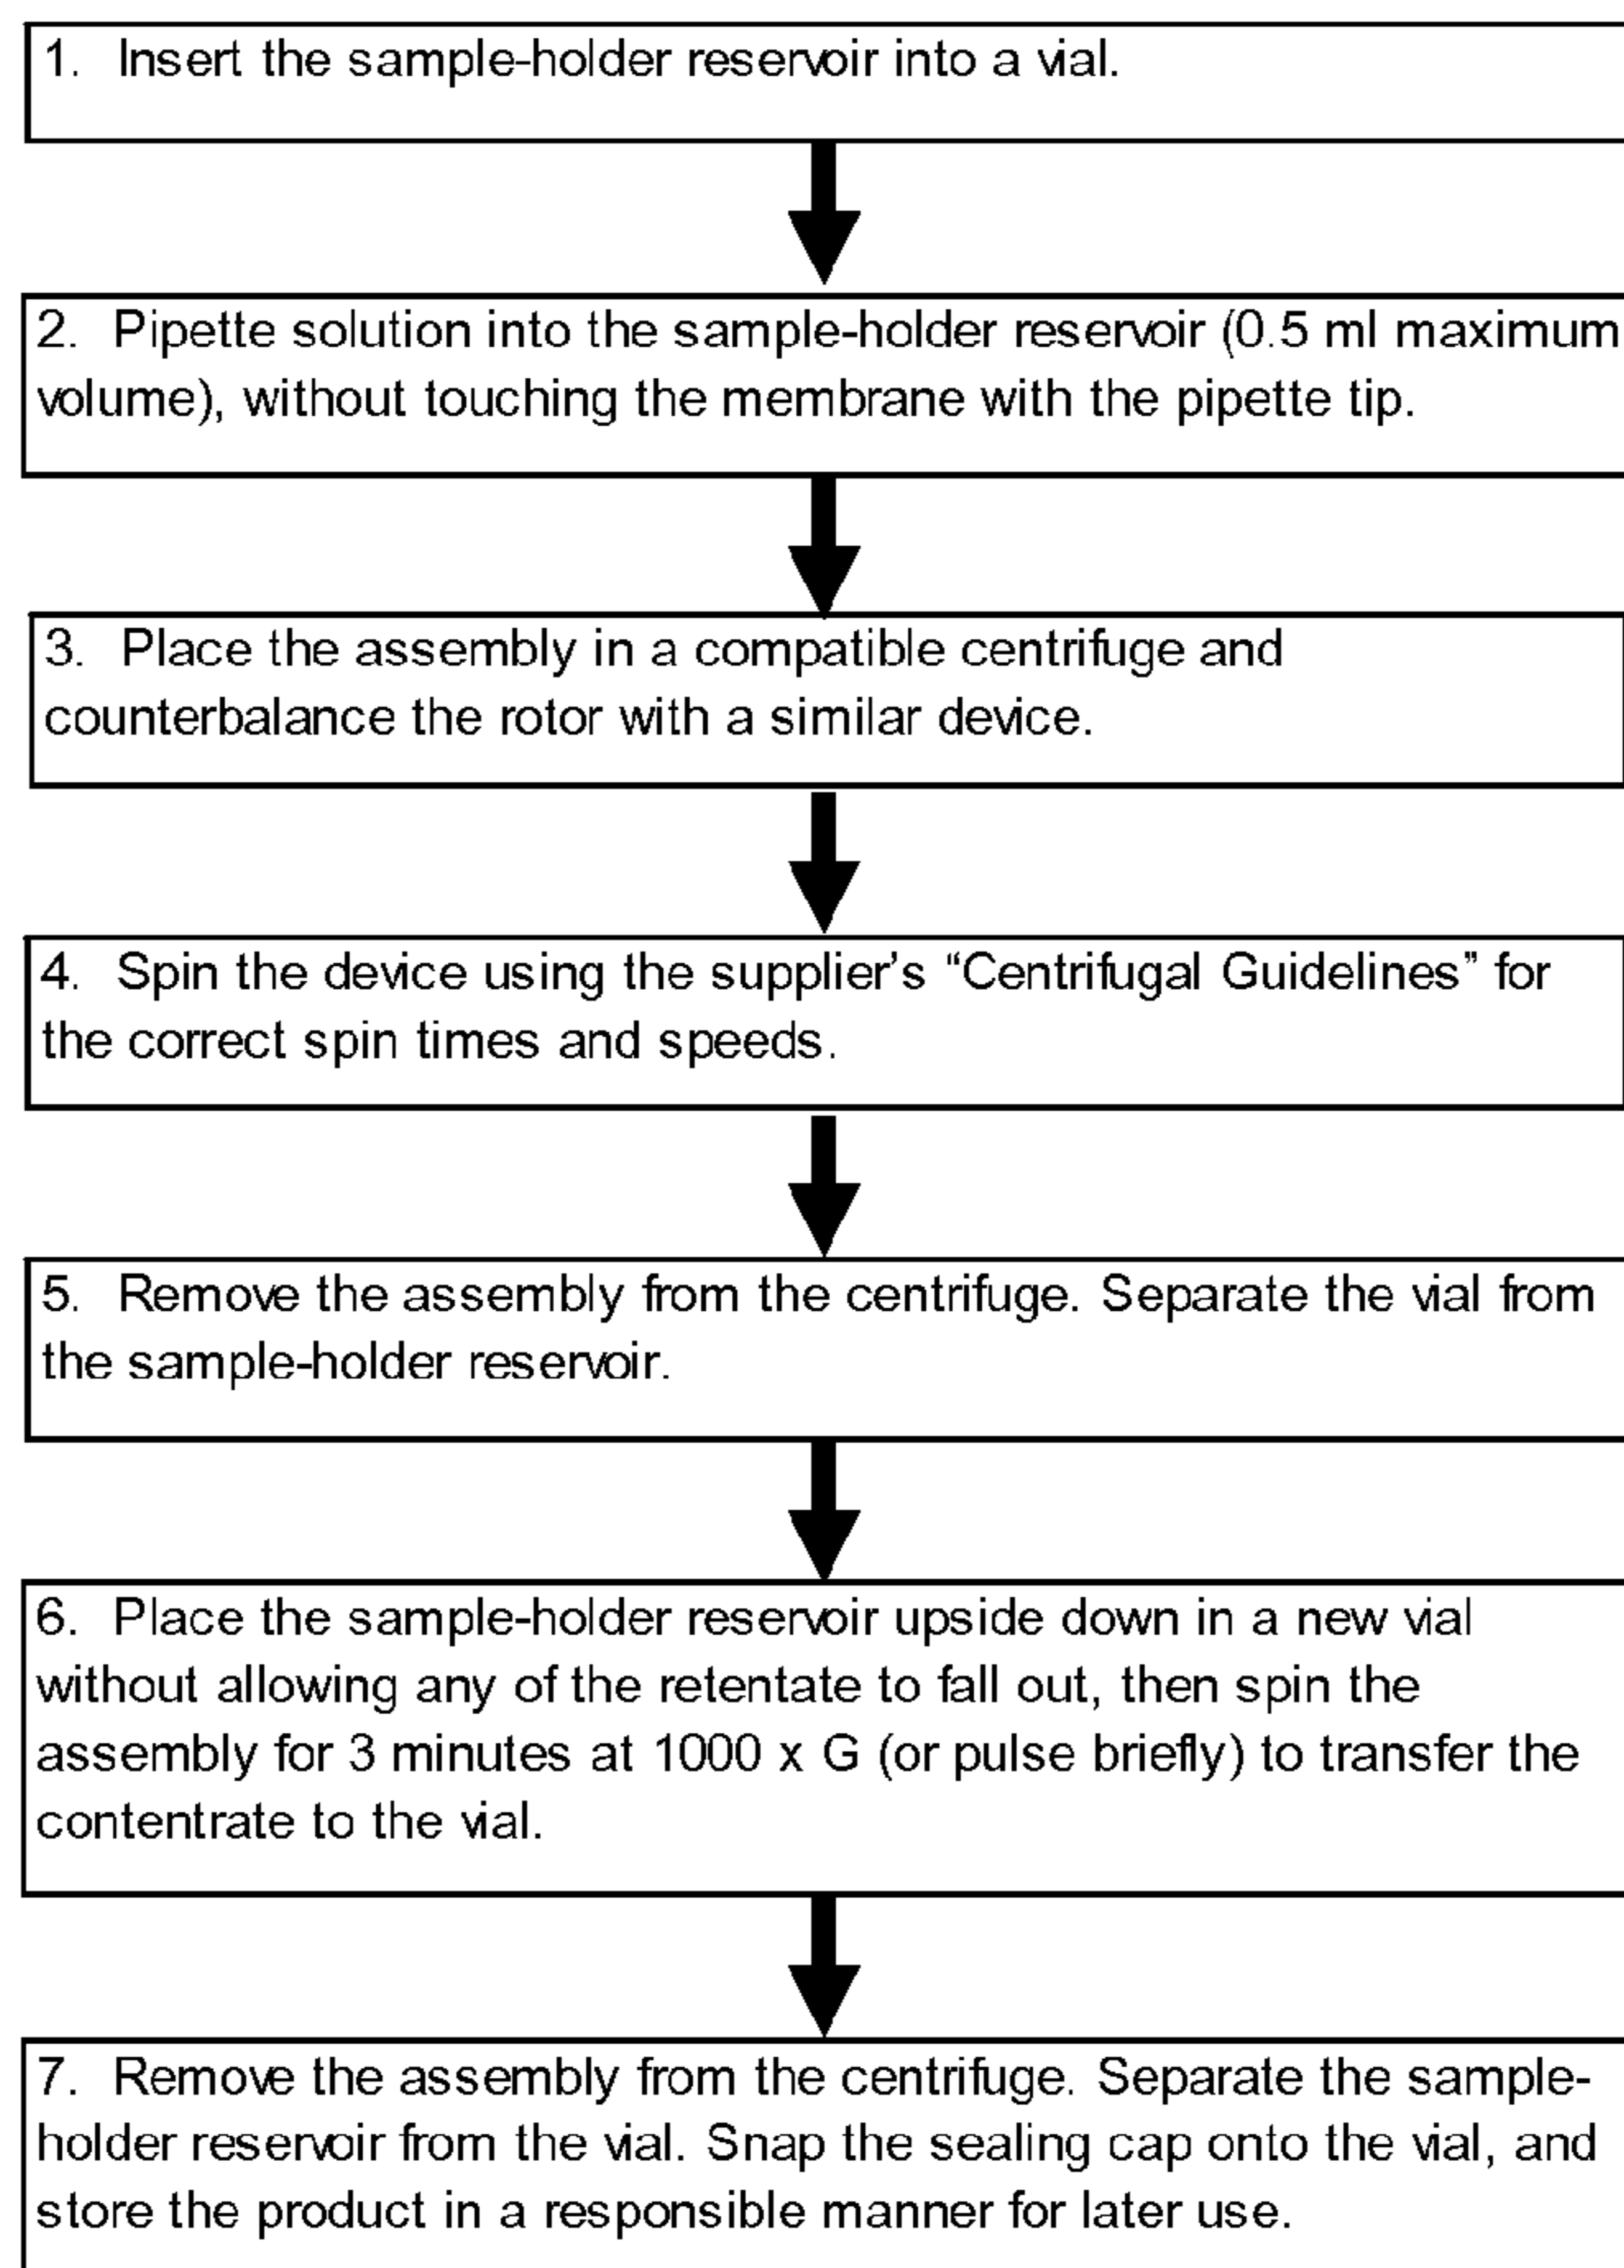 1. Insert the sample-holder reservoir into a vial.
2. Pipette solution into the sample-holder reservoir (0.5 ml maximum
volume), without touching the membrane with the pipette tip.
3. Place the assembly in a compatible centrifuge and
counterbalance the rotor with a similar device.
4. Spin the device using the supplier's “Centrifugal Guidelines” for
the correct spin times and speeds.
5. Remove the assembly from the centrifuge. Separate the vial from
the sample-holder reservoir.
6. Place the sample-holder reservoir upside down in a new vial
without allowing any of the retentate to fall out, then spin the
assembly for 3 minutes at 1000 x G (or pulse briefly) to transfer the
contentrate to the vial.
7. Remove the assembly from the centrifuge. Separate the sample-
holder reservoir from the vial. Snap the sealing cap onto the vial, and
store the product in a responsible manner for later use.